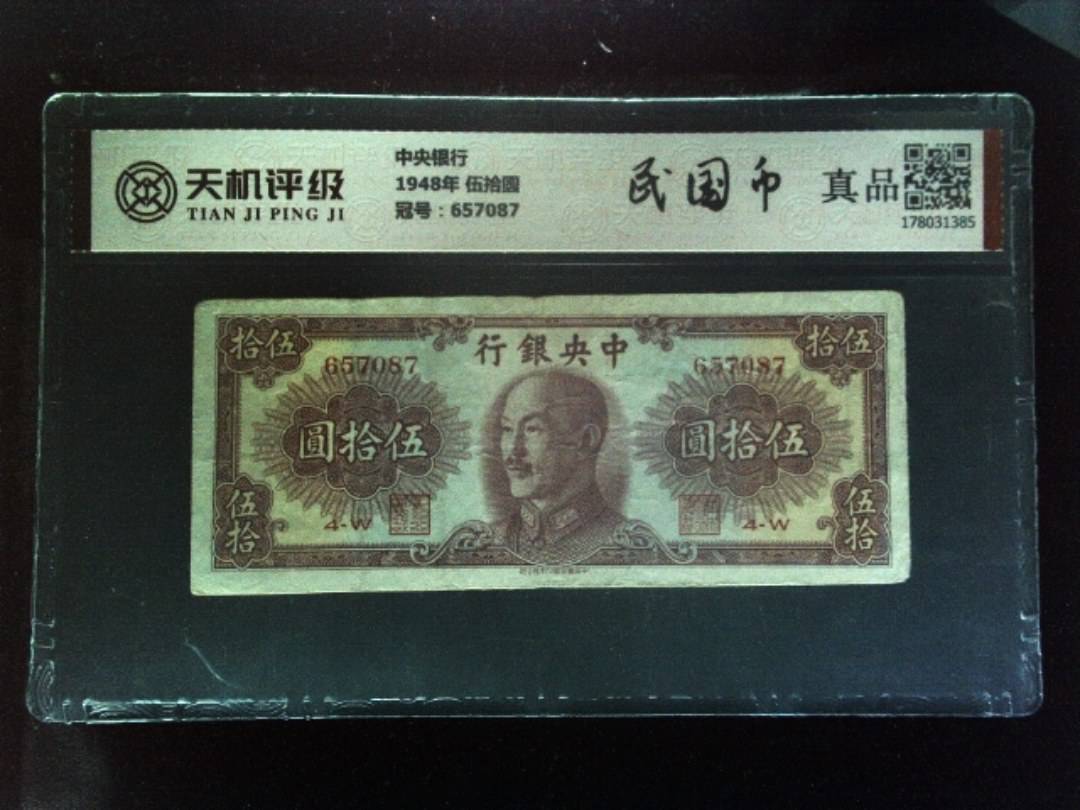 天机评级
TIAN JI PING JI
中央银行
1948年 伍拾圆
冠号：657087
民国币
真品
178031385
拾伍
行銀央中
拾伍
657087
657087
圓拾伍
圓拾伍
伍拾
4-W
4-W
伍拾